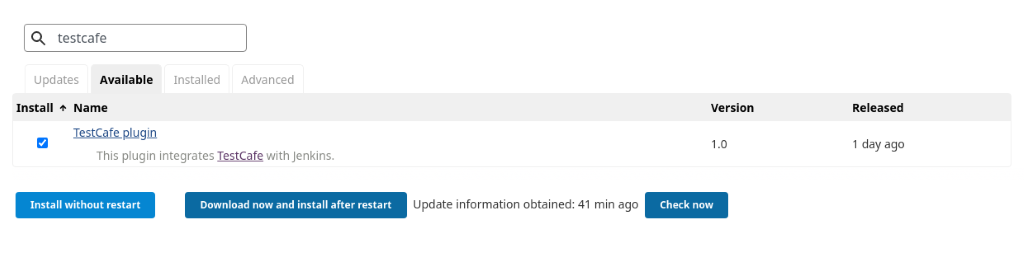 testcafe
Updates Available Installed Advanced
Install ↑ Name Version Released
TestCafe plugin
This plugin integrates TestCafe with Jenkins.
1.0 1 day ago
Install without restart Download now and install after restart Update information obtained: 41 min ago Check now